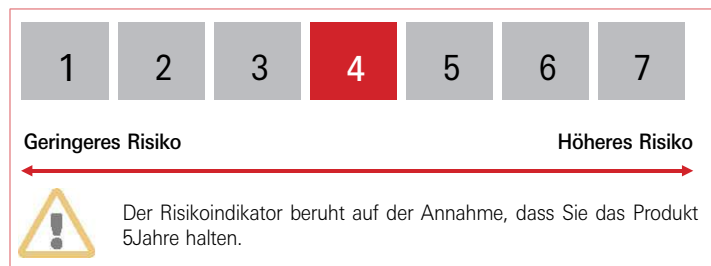 1 2 3 4 5 6 7
Geringeres Risiko Höheres Risiko
Der Risikoindikator beruht auf der Annahme, dass Sie das Produkt
5Jahre halten.